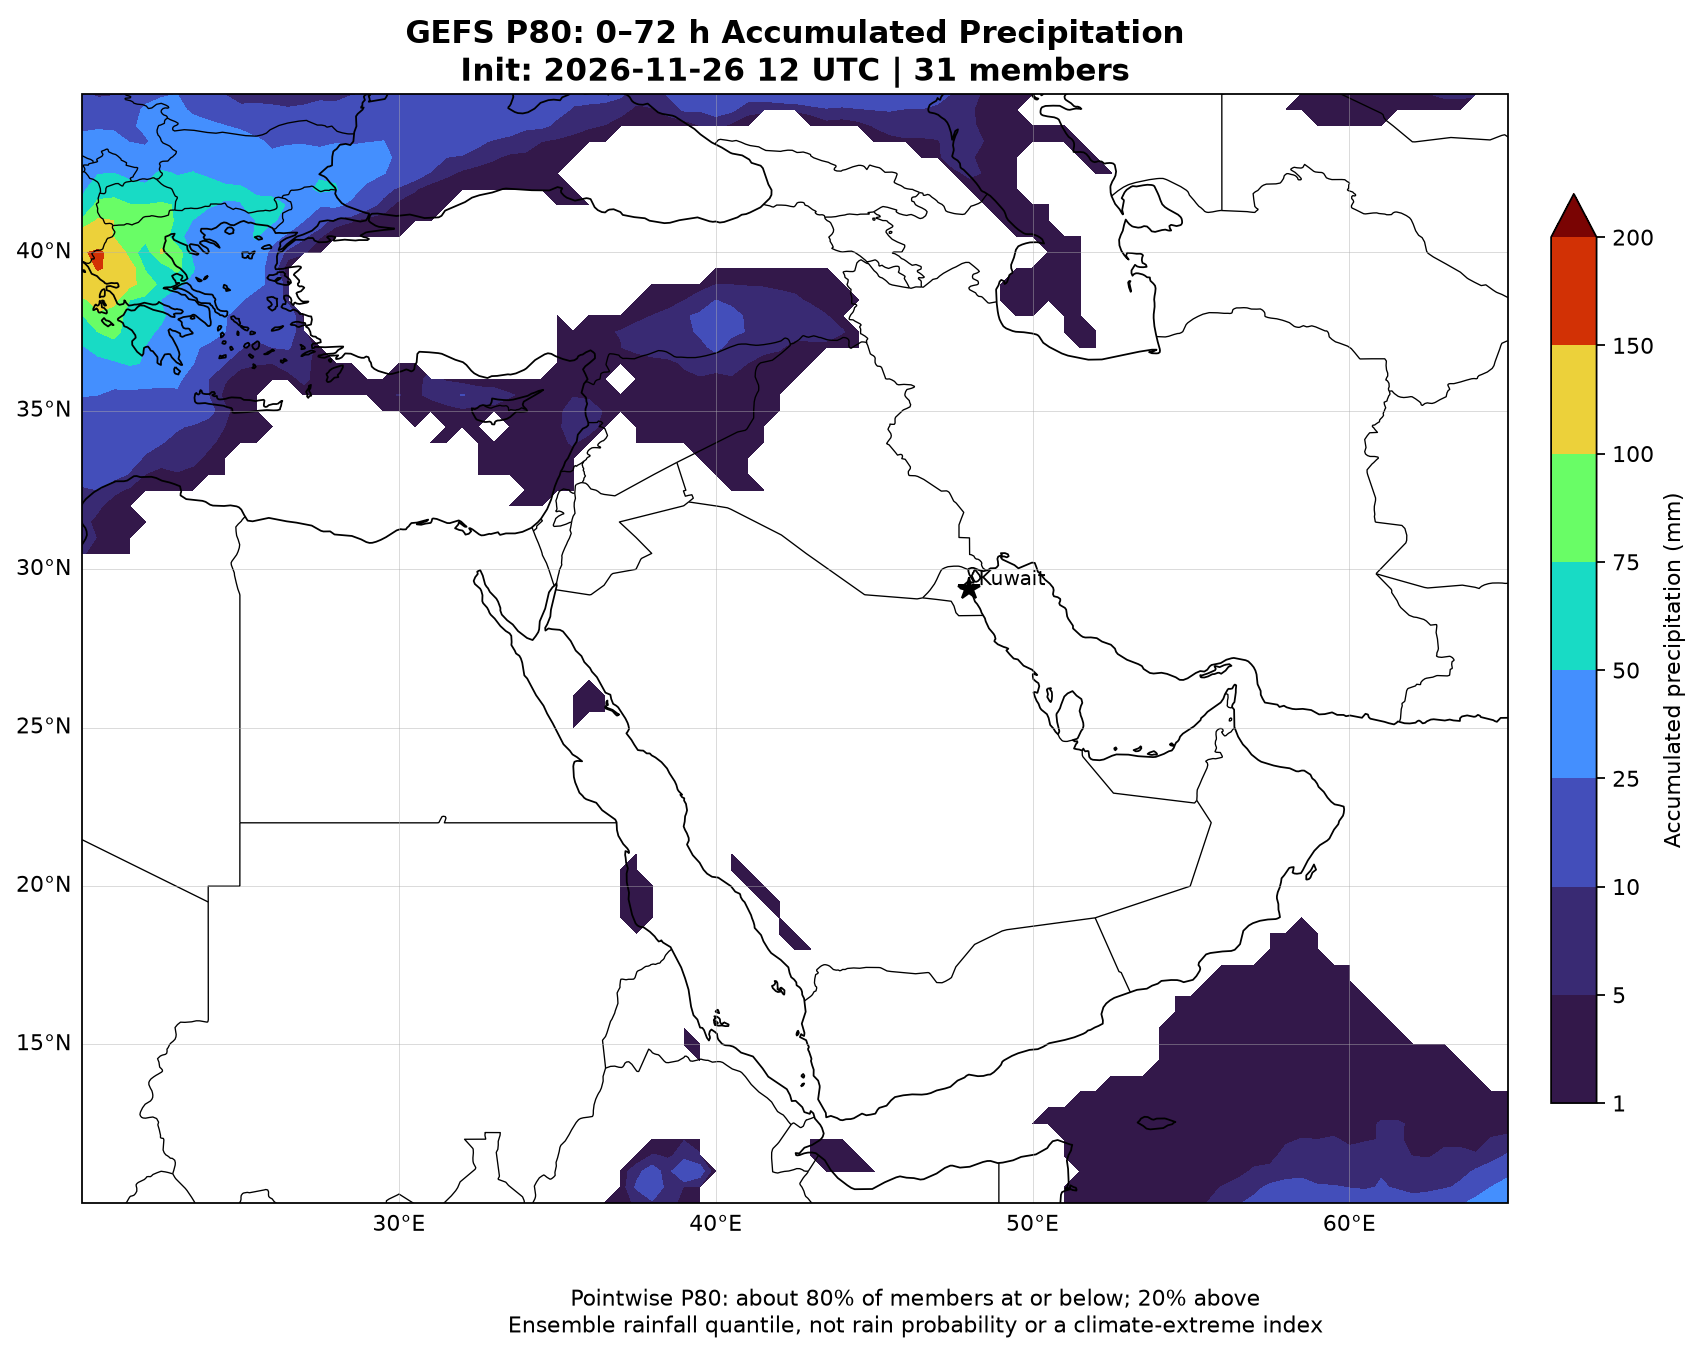 GEFS P80: 0–72 h Accumulated Precipitation
Init: 2026-11-26 12 UTC | 31 members
40°N
35°N
30°N
25°N
20°N
15°N
30°E
40°E
50°E
60°E
Kuwait
200
150
100
75
50
25
10
5
1
Accumulated precipitation (mm)
Pointwise P80: about 80% of members at or below; 20% above
Ensemble rainfall quantile, not rain probability or a climate-extreme index